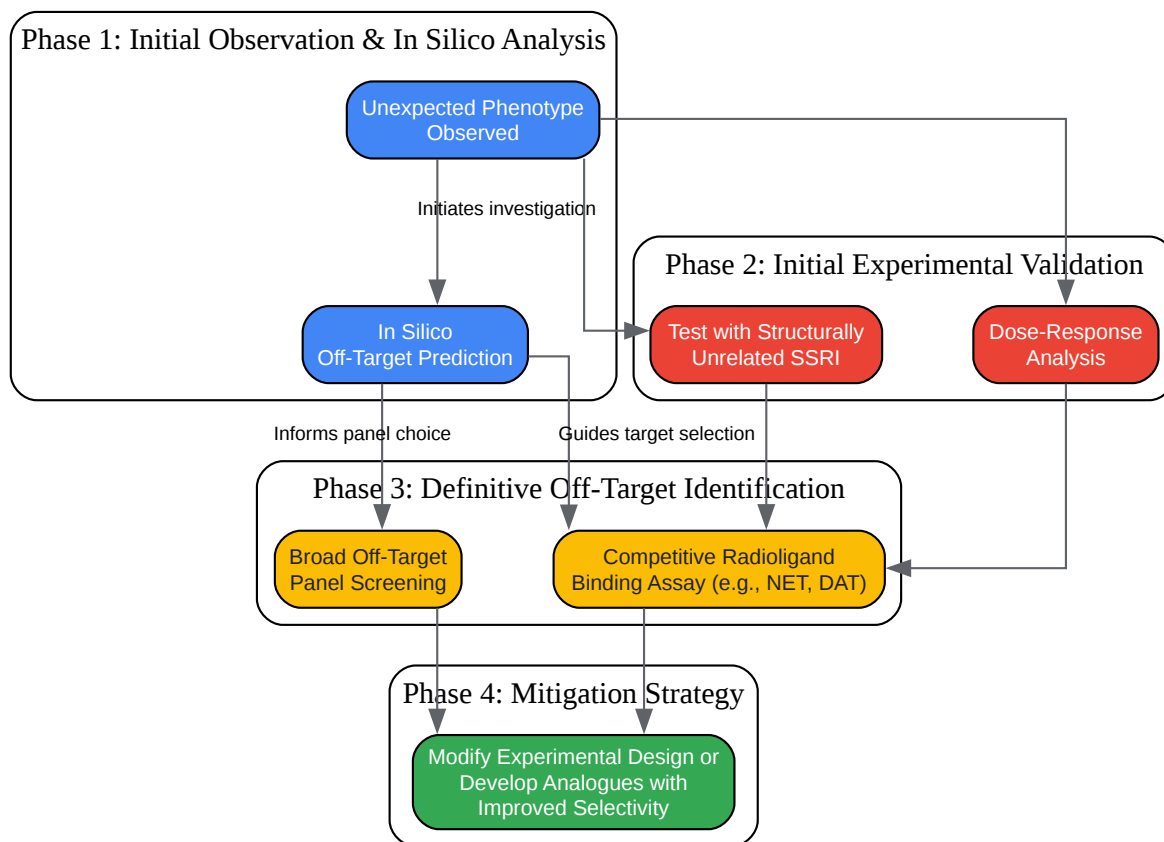 Phase 1: Initial Observation & In Silico Analysis
Unexpected Phenotype
Observed
Initiates investigation
Phase 2: Initial Experimental Validation
In Silico
Off-Target Prediction
Test with Structurally
Unrelated SSRI
Dose-Response
Analysis
Informs panel choice
Guides target selection
Phase 3: Definitive Off-Target Identification
Broad Off-Target
Panel Screening
Competitive Radioligand
Binding Assay (e.g., NET, DAT)
Phase 4: Mitigation Strategy
Modify Experimental Design or
Develop Analogues with
Improved Selectivity